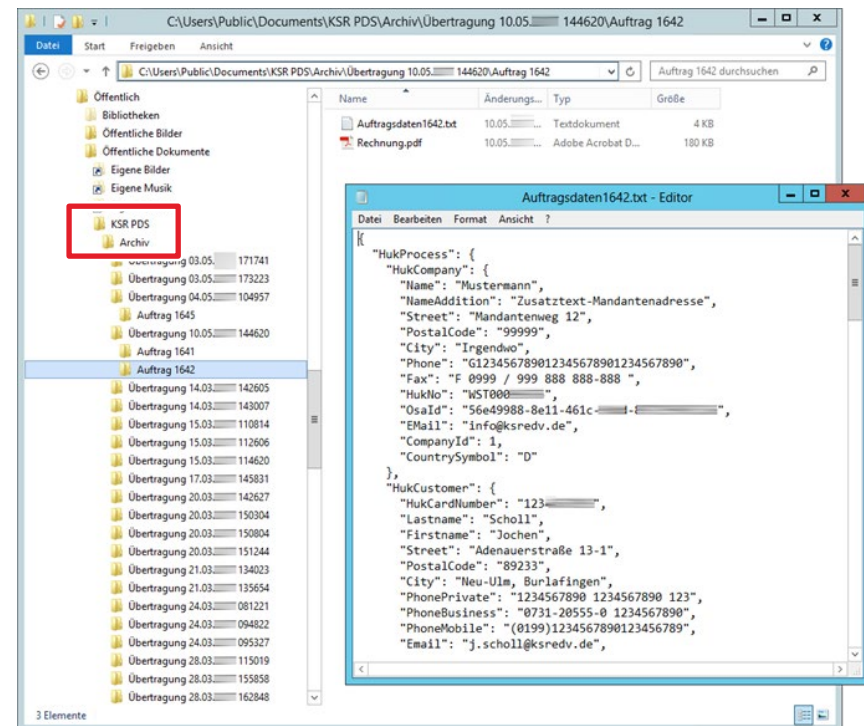 C:\Users\Public\Documents\KSR PDS\Archiv\Übertragung 10.05. 144620\Auftrag 1642
Datei Start Freigeben Ansicht
C:\Users\Public\Documents\KSR PDS\Archiv\Übertragung 10.05. 144620\Auftrag 1642
Auftrag 1642 durchsuchen
Öffentlich
Bibliotheken
Öffentliche Bilder
Öffentliche Dokumente
Eigene Bilder
Eigene Musik
KSR PDS
Archiv
Übertragung 03.05. 171741
Übertragung 03.05. 173223
Übertragung 04.05. 104957
Auftrag 1645
Übertragung 10.05. 144620
Auftrag 1641
Auftrag 1642
Übertragung 14.03. 142605
Übertragung 14.03. 143007
Übertragung 15.03. 110814
Übertragung 15.03. 112606
Übertragung 15.03. 114620
Übertragung 17.03. 145831
Übertragung 20.03. 142627
Übertragung 20.03. 150304
Übertragung 20.03. 150804
Übertragung 20.03. 151244
Übertragung 21.03. 134023
Übertragung 21.03. 135654
Übertragung 24.03. 081221
Übertragung 24.03. 094822
Übertragung 24.03. 095327
Übertragung 28.03. 115019
Übertragung 28.03. 155858
Übertragung 28.03. 162848
Name Änderungs... Typ Größe
Auftragsdaten1642.txt 10.05. ... Textdokument 4 KB
Rechnung.pdf 10.05. ... Adobe Acrobat D... 180 KB
Auftragsdaten1642.txt - Editor
Datei Bearbeiten Format Ansicht ?
{
"HukProcess": {
"HukCompany": {
"Name": "Mustermann",
"NameAddition": "Zusatztext-Mandantenadresse",
"Street": "Mandantenweg 12",
"PostalCode": "99999",
"City": "Irgendwo",
"Phone": "G123456789012345678901234567890",
"Fax": "F 0999 / 999 888 888-888 ",
"HukNo": "WST000 ",
"OsaId": "56e49988-8e11-461c- - ",
"EMail": "info@ksredv.de",
"CompanyId": 1,
"CountrySymbol": "D"
},
"HukCustomer": {
"HukCardNumber": "123 ",
"Lastname": "Scholl",
"Firstname": "Jochen",
"Street": "Adenauerstraße 13-1",
"PostalCode": "89233",
"City": "Neu-Ulm, Burlafingen",
"PhonePrivate": "1234567890 1234567890 123",
"PhoneBusiness": "0731-20555-0 1234567890",
"PhoneMobile": "(0199)1234567890123456789",
"Email": "j.scholl@ksredv.de",
3 Elemente